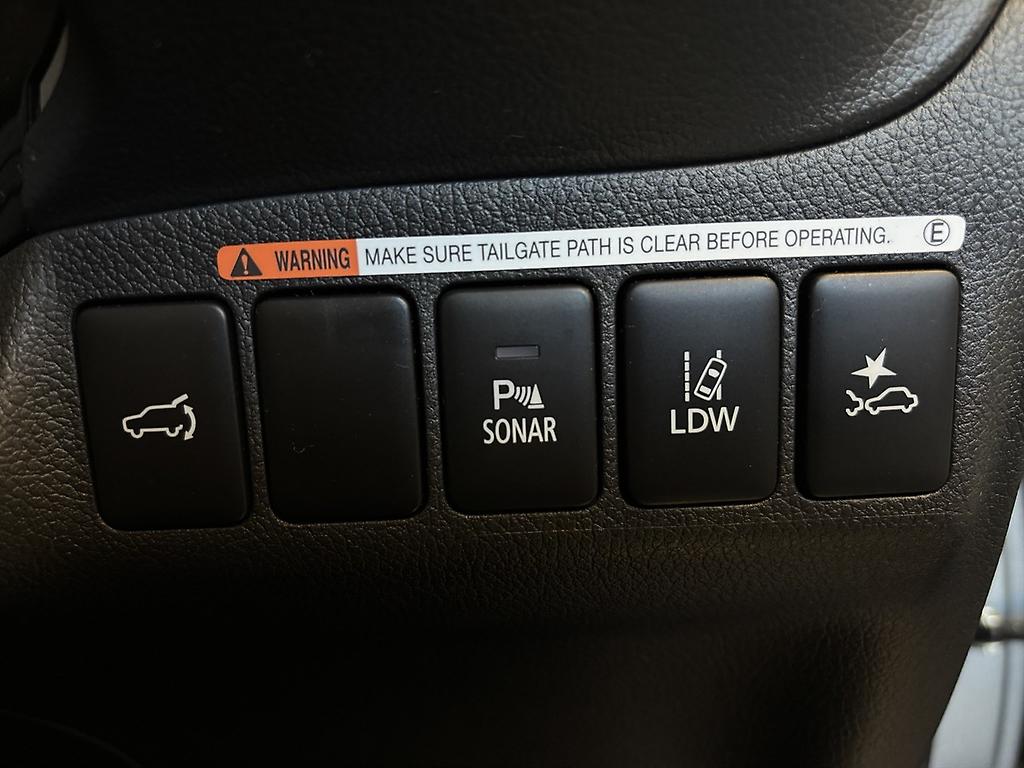 WARNING MAKE SURE TAILGATE PATH IS CLEAR BEFORE OPERATING. E
P
SONAR
LDW